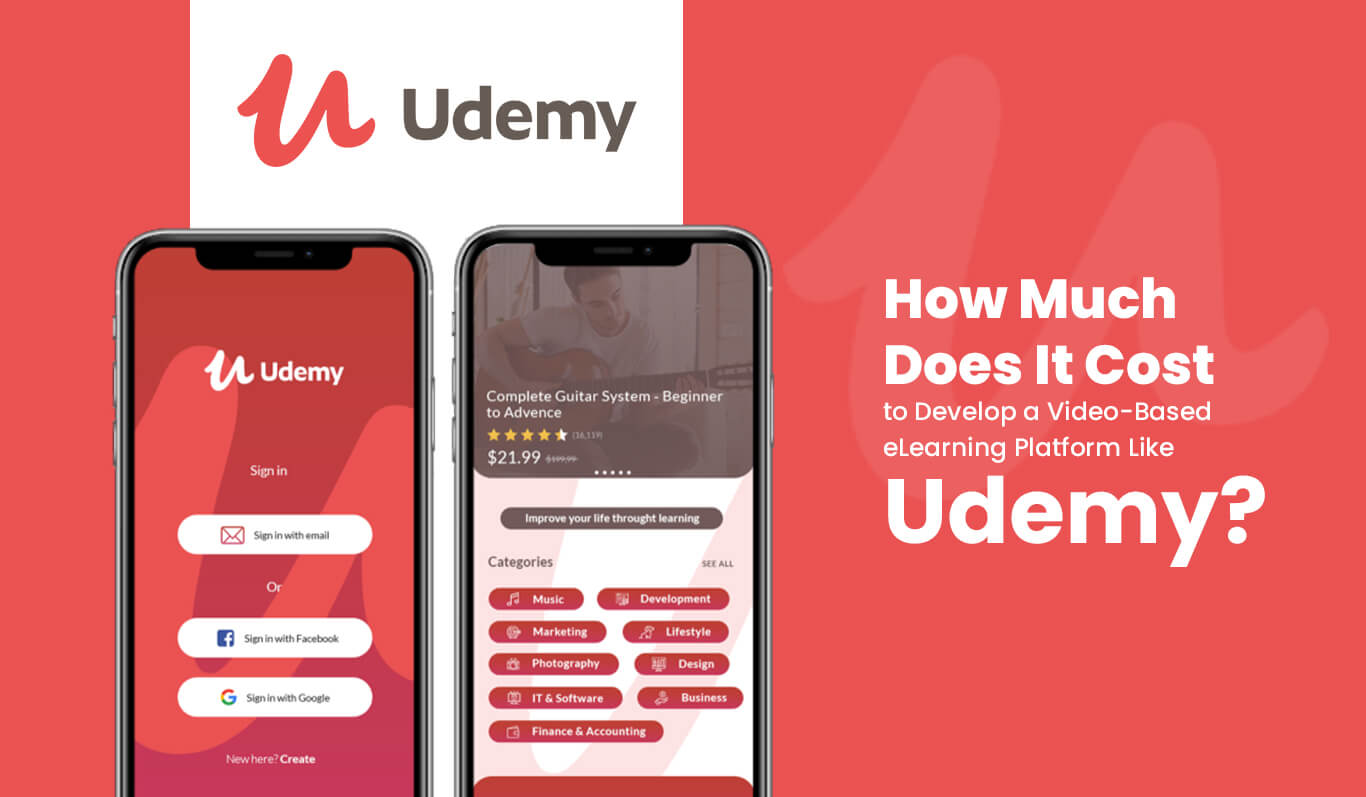 Udemy
Udemy
Sign in
Sign in with email
Or
Sign in with Facebook
Sign in with Google
New here? Create
Complete Guitar System - Beginner
to Advence
(16,119)
$21.99 $199.99
Improve your life throught learning
Categories SEE ALL
Music Development
Marketing Lifestyle
Photography Design
IT & Software Business
Finance & Accounting
How Much
Does It Cost
to Develop a Video-Based
eLearning Platform Like
Udemy?